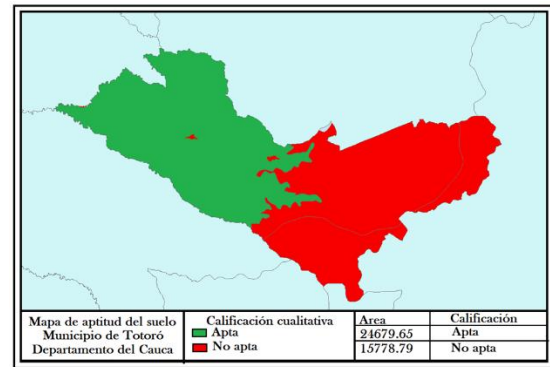 Mapa de aptitud del suelo
Municipio de Totoró
Departamento del Cauca
Calificación cualitativa
Apta
No apta
Area Calificación
24679.65 Apta
15778.79 No apta